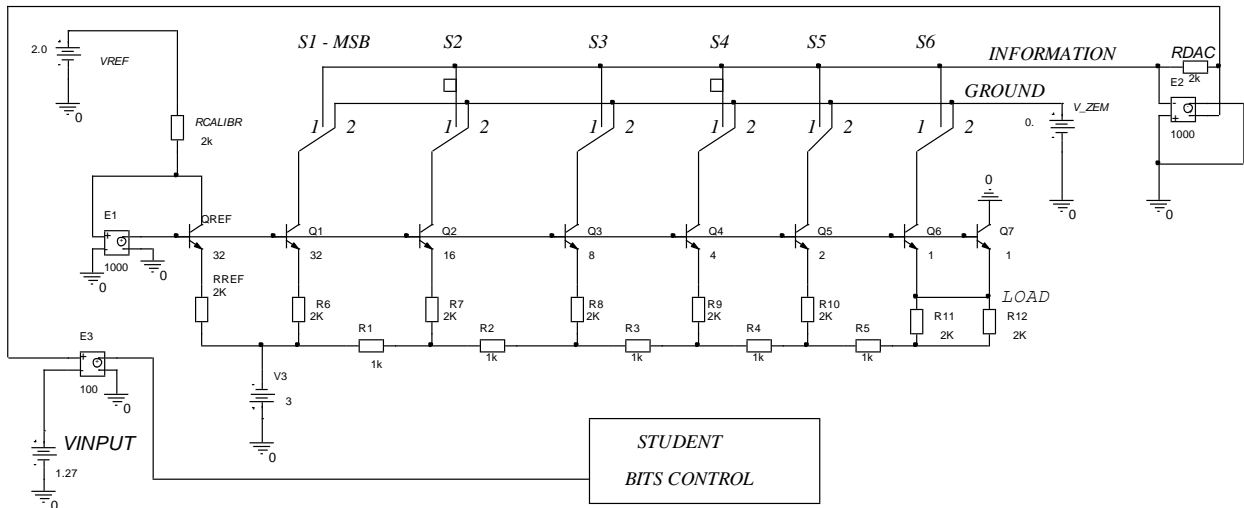 S1 - MSB
S2
S3
S4
S5
S6
INFORMATION
RDAC
2k
E2
2.0
VREF
0
GROUND
1 2
1 2
1 2
1 2
1 2
1 2
0.
V_ZEM
1000
RCALIBR
2k
0
0
0
E1
QREF
Q1
Q2
Q3
Q4
Q5
Q6
Q7
1000
0
0
32
32
16
8
4
2
1
1
RREF
2K
R6
2K
R7
2K
R8
2K
R9
2K
R10
2K
LOAD
R11
2K
R12
2K
R1
1k
R2
1k
R3
1k
R4
1k
R5
1k
E3
100
0
V3
3
0
VINPUT
1.27
0
STUDENT
BITS CONTROL